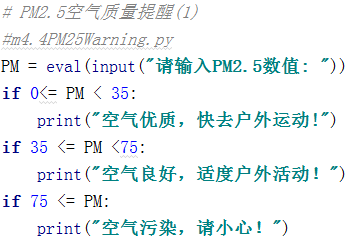 # PM2.5空气质量提醒(1)
#m4.4PM25Warning.py
PM = eval(input("请输入PM2.5数值: "))
if 0<= PM < 35:
    print("空气优质，快去户外运动!")
if 35 <= PM <75:
    print("空气良好，适度户外活动！")
if 75 <= PM:
    print("空气污染，请小心！")